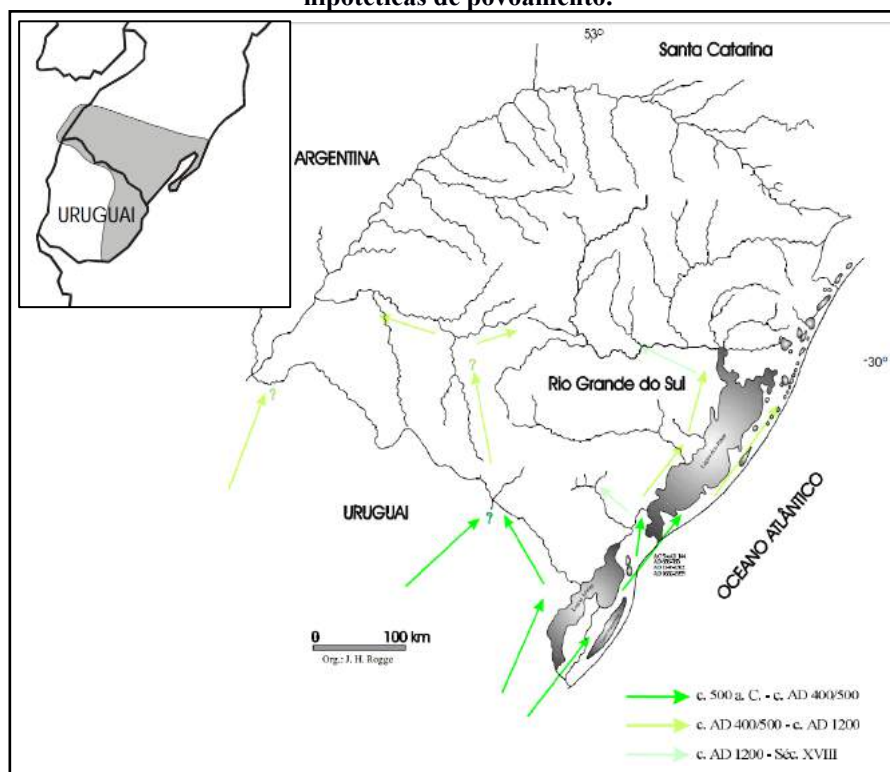 hipotéticas de povoamento.
53º
Santa Catarina
ARGENTINA
URUGUAI
30º
Rio Grande do Sul
?
?
URUGUAI
?
OCEANO ATLÂNTICO
0 100 km
Org.: J. H. Rogge
c. 500 a. C. - c. AD 400/500
c. AD 400/500 - c. AD 1200
c. AD 1200 - Séc. XVIII